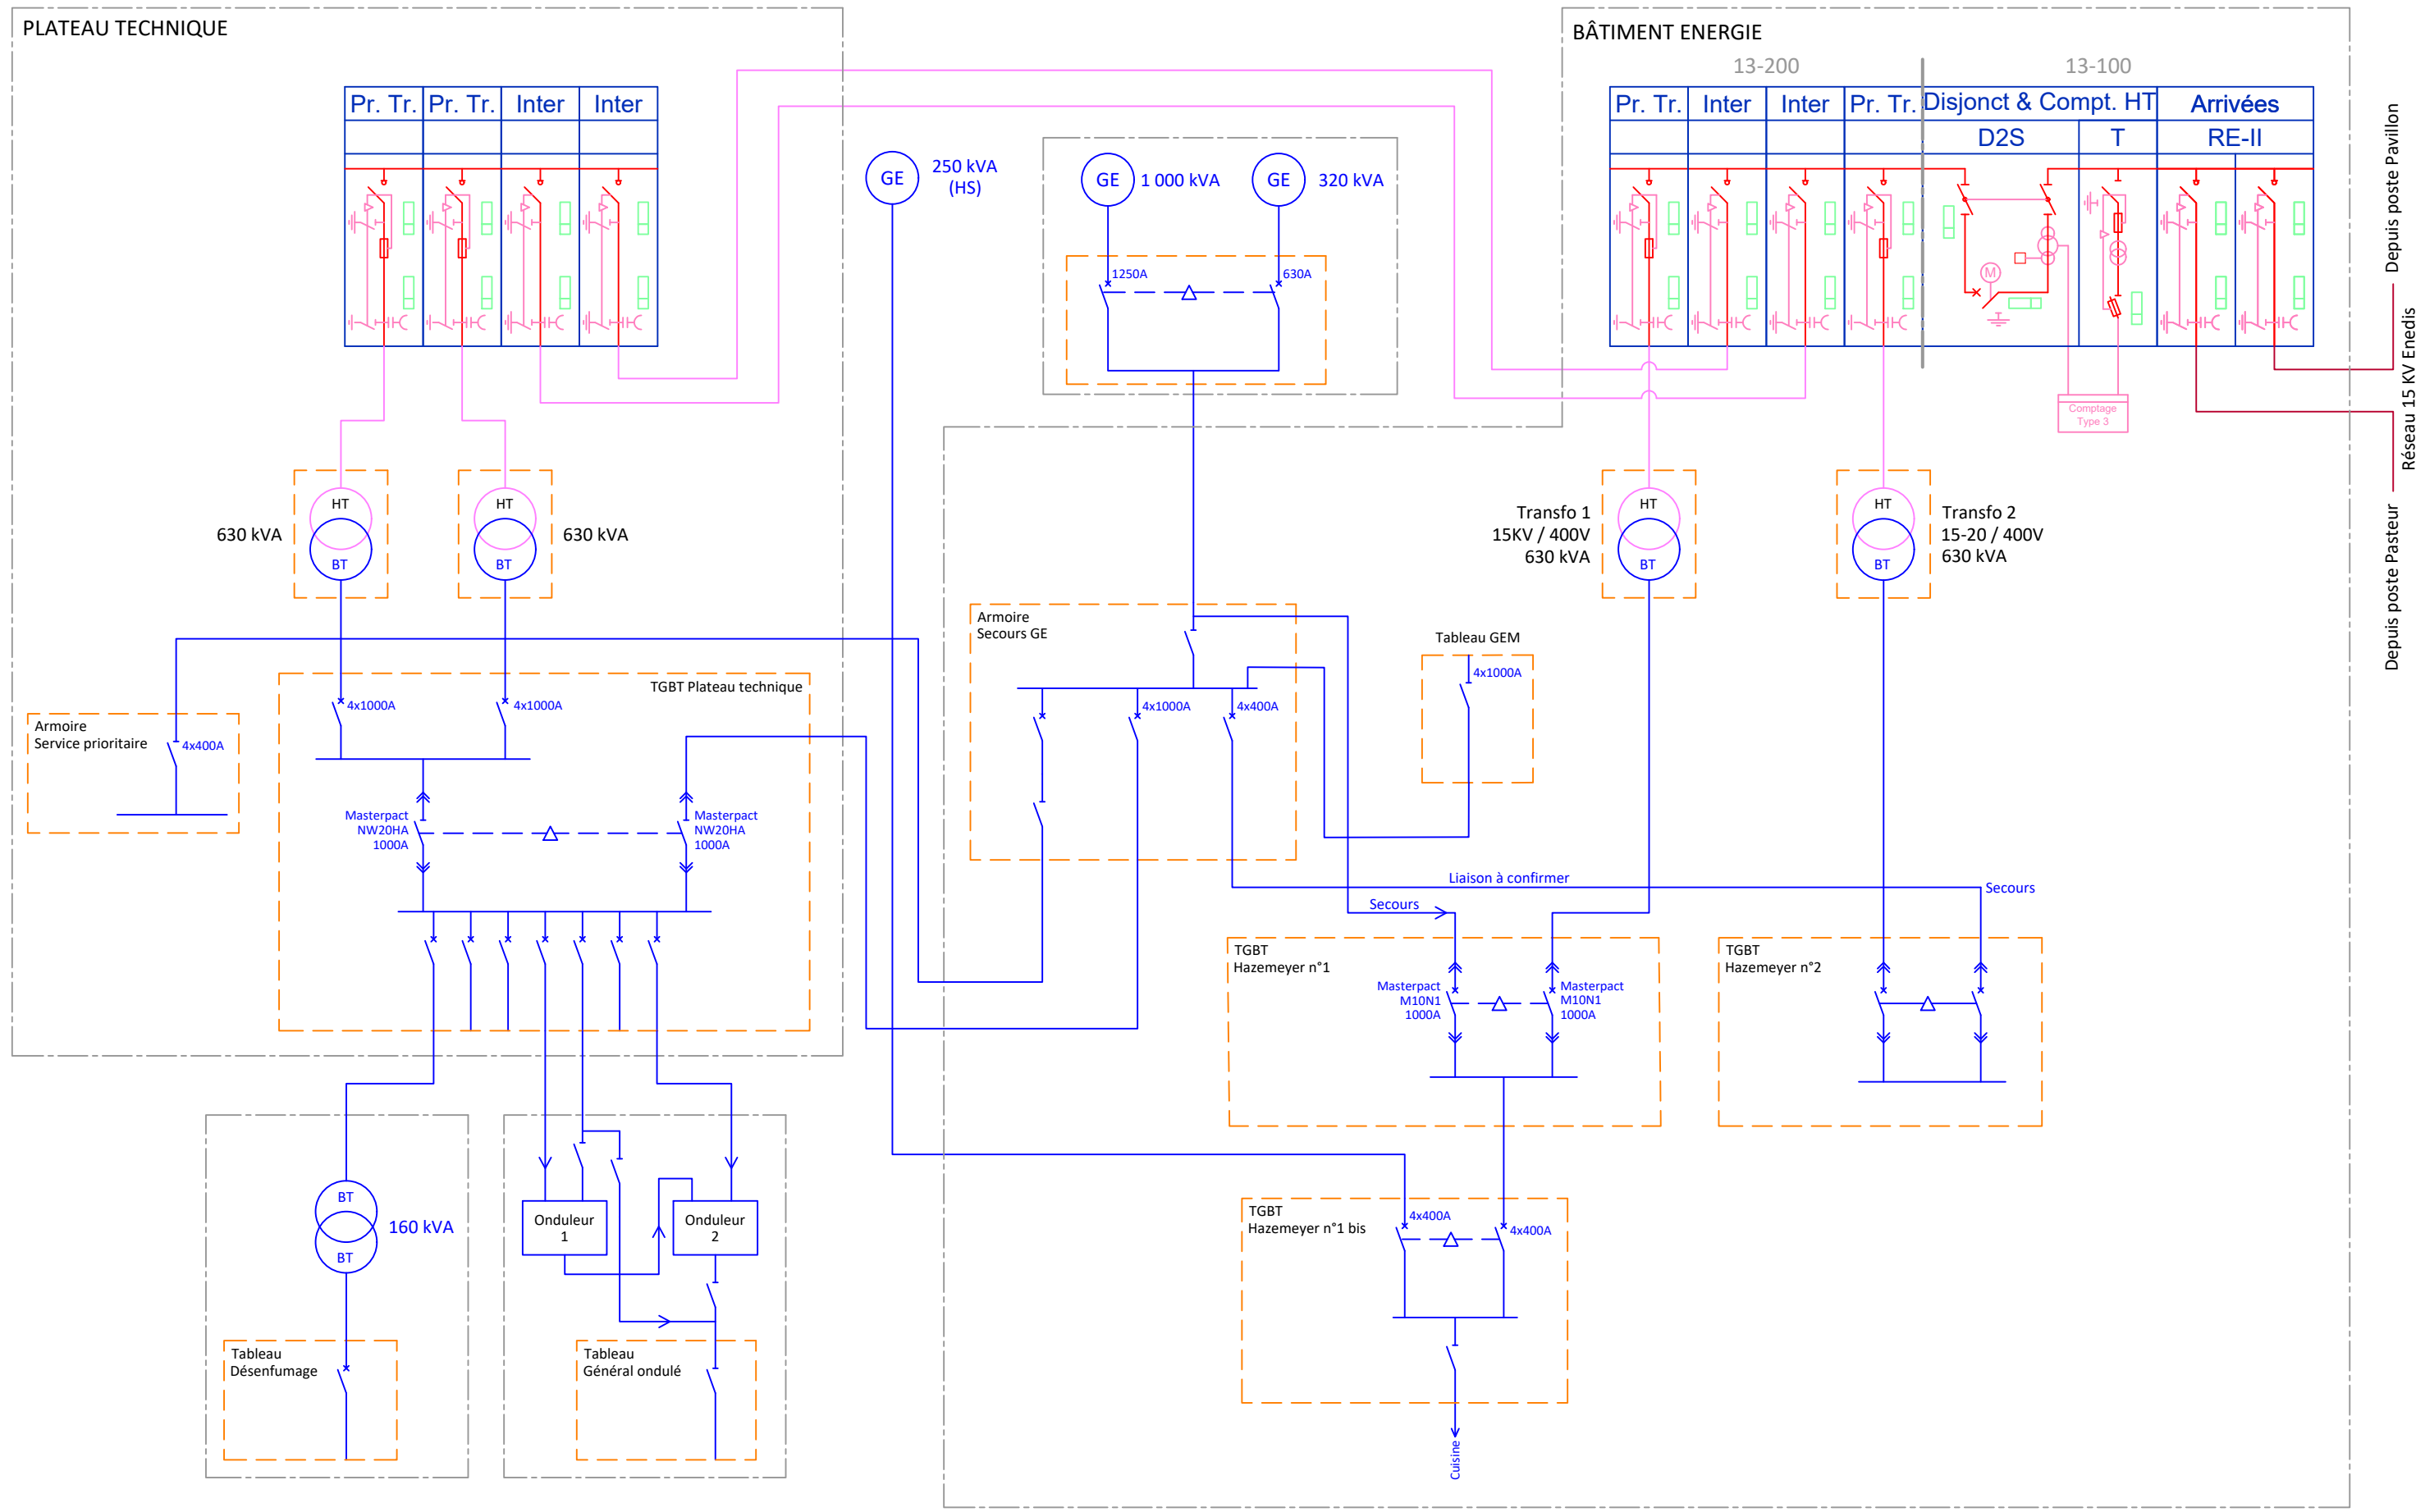 PLATEAU TECHNIQUE
BÂTIMENT ENERGIE
13-200
13-100
Pr. Tr.
Pr. Tr.
Inter
Inter
Pr. Tr.
Inter
Inter
Pr. Tr.
Disjonct & Compt. HT
Arrivées
D2S
T
RE-II
GE
250 kVA
(HS)
GE
1 000 kVA
GE
320 kVA
1250A
630A
M
Comptage
Type 3
Depuis poste Pavillon
Réseau 15 KV Enedis
Depuis poste Pasteur
630 kVA
HT
BT
HT
BT
630 kVA
Transfo 1
15KV / 400V
630 kVA
HT
BT
HT
BT
Transfo 2
15-20 / 400V
630 kVA
Armoire
Secours GE
Tableau GEM
4x1000A
TGBT Plateau technique
4x1000A
4x1000A
4x1000A
4x400A
Armoire
Service prioritaire
4x400A
Masterpact
NW20HA
1000A
Masterpact
NW20HA
1000A
Liaison à confirmer
Secours
Secours
TGBT
Hazemeyer n°1
Masterpact
M10N1
1000A
Masterpact
M10N1
1000A
TGBT
Hazemeyer n°2
BT
BT
160 kVA
Onduleur
1
Onduleur
2
TGBT
Hazemeyer n°1 bis
4x400A
4x400A
Tableau
Désenfumage
Tableau
Général ondulé
Cuisine